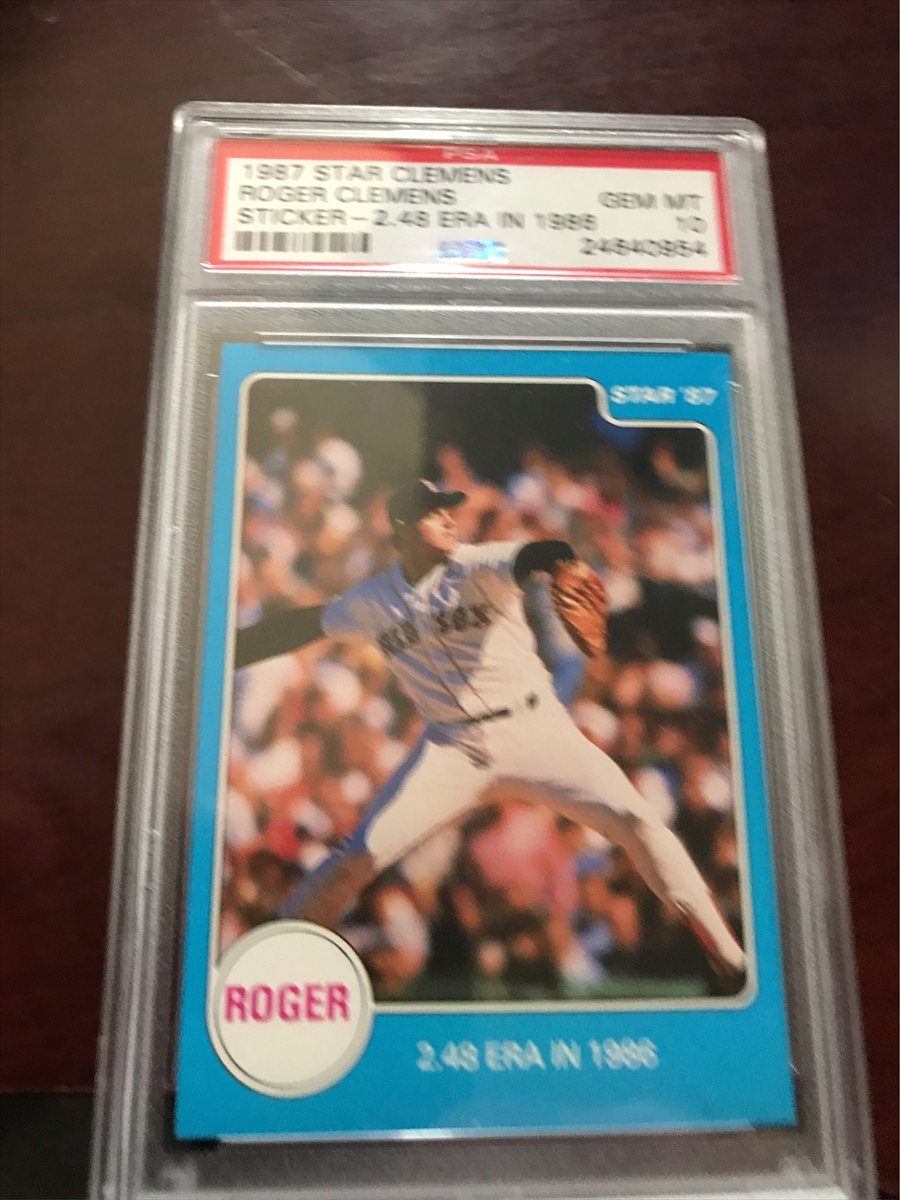 PSA
1987 STAR CLEMENS
ROGER CLEMENS GEM MT
STICKER - 2.48 ERA IN 1986 10
24540954
STAR '87
RED SOX
ROGER
2.48 ERA IN 1986